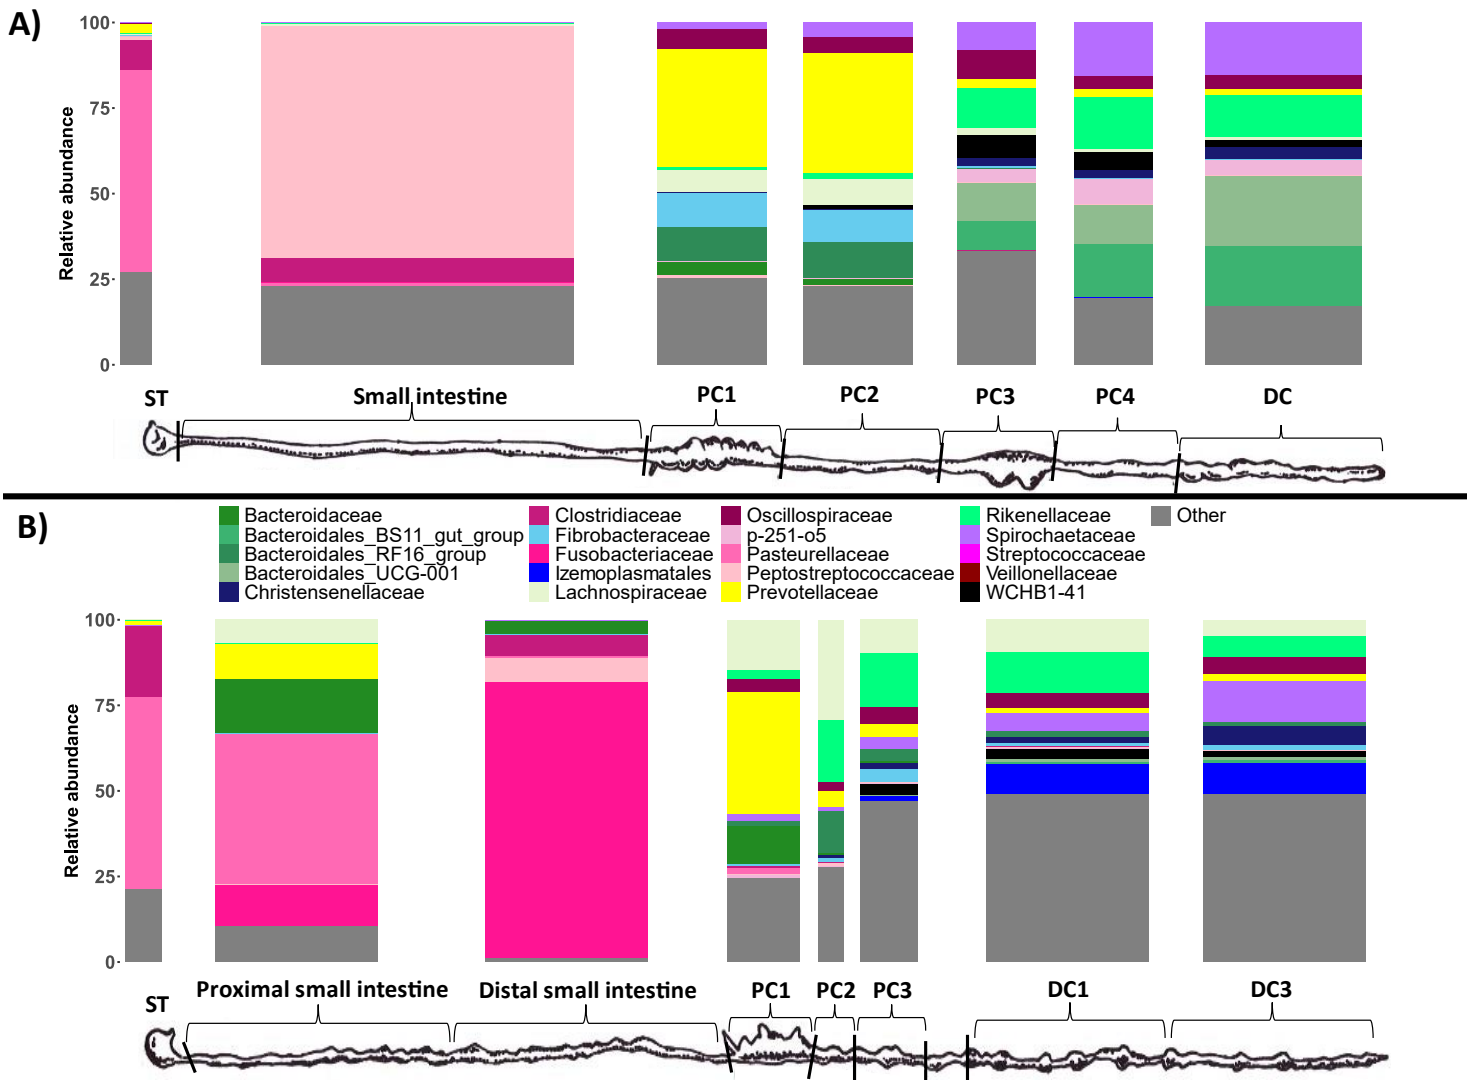 A)
Relative abundance
100
75
50
25
0
ST
Small intestine
PC1
PC2
PC3
PC4
DC
B)
Bacteroidaceae
Bacteroidales_BS11_gut_group
Bacteroidales_RF16_group
Bacteroidales_UCG-001
Christensenellaceae
Clostridiaceae
Fibrobacteraceae
Fusobacteriaceae
Izemoplasmatales
Lachnospiraceae
Oscillospiraceae
p-251-o5
Pasteurellaceae
Peptostreptococcaceae
Prevotellaceae
Rikenellaceae
Spirochaetaceae
Streptococcaceae
Veillonellaceae
WCHB1-41
Other
Relative abundance
100
75
50
25
0
ST
Proximal small intestine
Distal small intestine
PC1
PC2
PC3
DC1
DC3